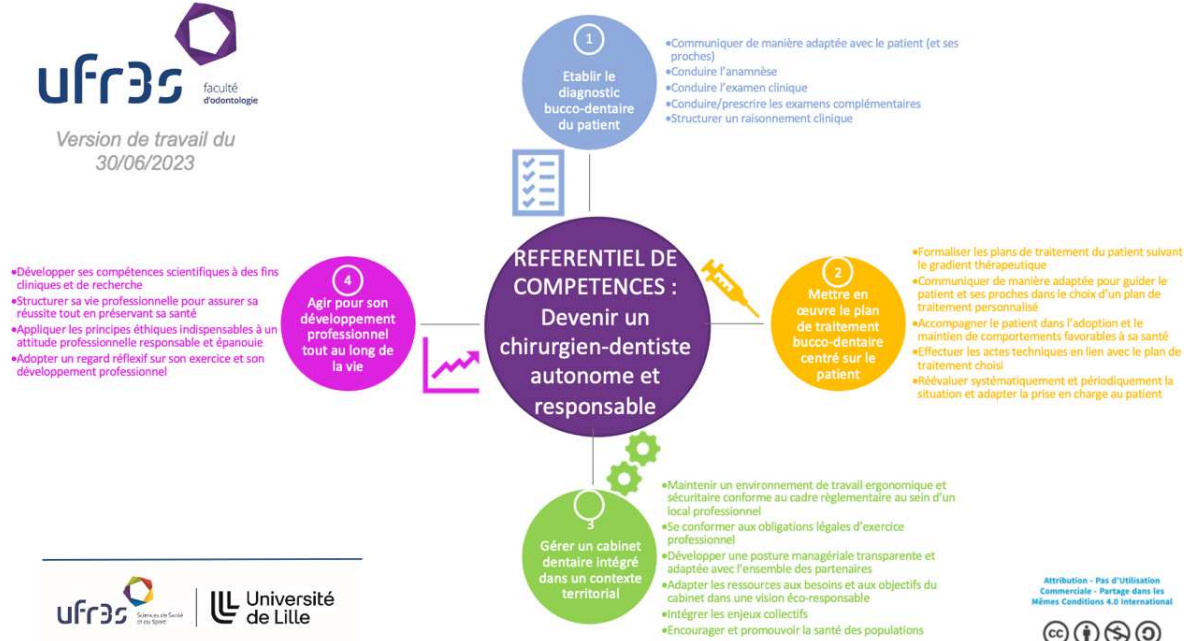 ufr3s
faculté
d'odontologie
Version de travail du
30/06/2023
1
Etablir le
diagnostic
bucco-dentaire
du patient
•Communiquer de manière adaptée avec le patient (et ses
proches)
•Conduire l'anamnèse
•Conduire l'examen clinique
•Conduire/prescrire les examens complémentaires
•Structurer un raisonnement clinique
REFERENTIEL DE
COMPETENCES :
Devenir un
chirurgien-dentiste
autonome et
responsable
2
Mettre en
œuvre le plan
de traitement
bucco-dentaire
centré sur le
patient
•Formaliser les plans de traitement du patient suivant
le gradient thérapeutique
•Communiquer de manière adaptée pour guider le
patient et ses proches dans le choix d'un plan de
traitement personnalisé
•Accompagner le patient dans l'adoption et le
maintien de comportements favorables à sa santé
•Effectuer les actes techniques en lien avec le plan de
traitement choisi
•Réévaluer systématiquement et périodiquement la
situation et adapter la prise en charge au patient
3
Gérer un cabinet
dentaire intégré
dans un contexte
territorial
•Maintenir un environnement de travail ergonomique et
sécuritaire conforme au cadre règlementaire au sein d'un
local professionnel
•Se conformer aux obligations légales d'exercice
professionnel
•Développer une posture managériale transparente et
adaptée avec l'ensemble des partenaires
•Adapter les ressources aux besoins et aux objectifs du
cabinet dans une vision éco-responsable
•Intégrer les enjeux collectifs
•Encourager et promouvoir la santé des populations
4
Agir pour son
développement
professionnel
tout au long de
la vie
•Développer ses compétences scientifiques à des fins
cliniques et de recherche
•Structurer sa vie professionnelle pour assurer sa
réussite tout en préservant sa santé
•Appliquer les principes éthiques indispensables à un
attitude professionnelle responsable et épanouie
•Adopter un regard réflexif sur son exercice et son
développement professionnel
ufr3s
Sciences de Santé
et du Sport
Université
de Lille
Attribution - Pas d'Utilisation
Commerciale - Partage dans les
Mêmes Conditions 4.0 International
cc